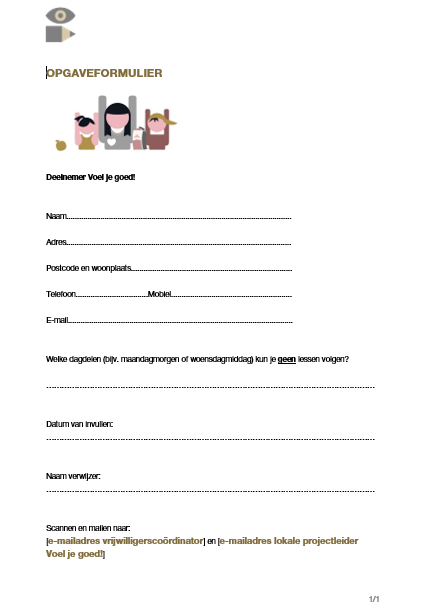 OPGAVEFORMULIER
Deelnemer Voel je goed!
Naam................................................................................................
Adres................................................................................................
Postcode en woonplaats.....................................................................
Telefoon...............................Mobiel....................................................
E-mail................................................................................................
Welke dagdelen (bijv. maandagmorgen of woensdagmiddag) kun je geen lessen volgen?
................................................................................................................
Datum van invullen:
................................................................................................................
Naam verwijzer:
................................................................................................................
Scannen en mailen naar:
[e-mailadres vrijwilligerscoördinator] en [e-mailadres lokale projectleider
Voel je goed!]
1/1